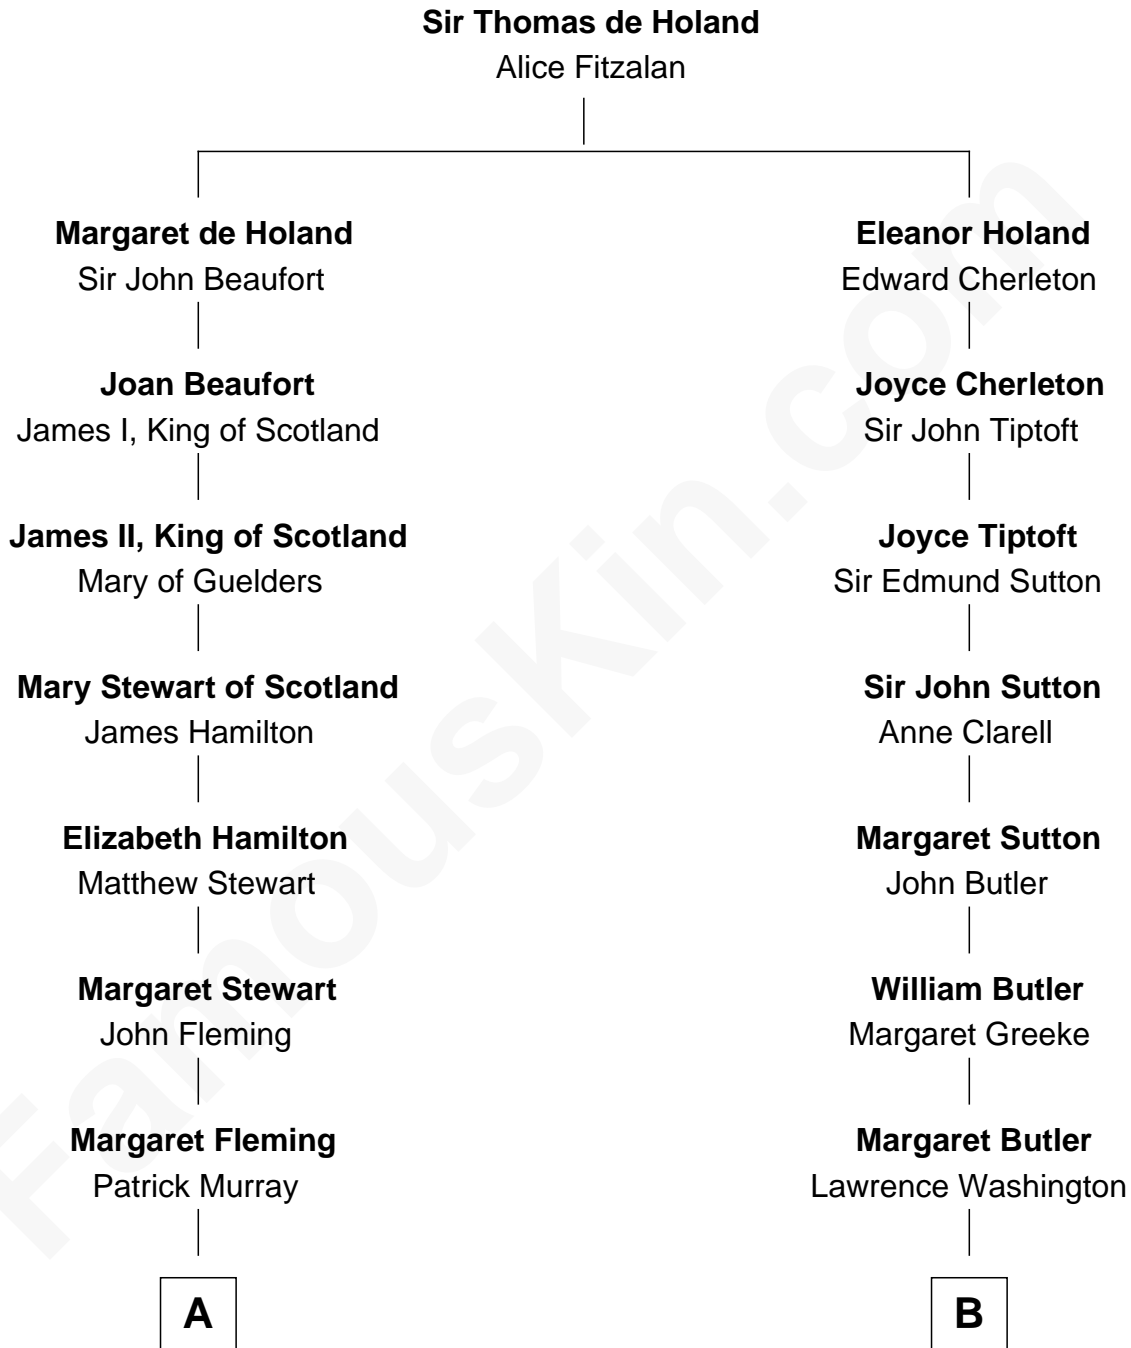 Sir Thomas de Holand
Alice Fitzalan
Margaret de Holand
Sir John Beaufort
Eleanor Holand
Edward Cherleton
Joan Beaufort
James I, King of Scotland
Joyce Cherleton
Sir John Tiptoft
James II, King of Scotland
Mary of Guelders
Joyce Tiptoft
Sir Edmund Sutton
Mary Stewart of Scotland
James Hamilton
Sir John Sutton
Anne Clarell
Elizabeth Hamilton
Matthew Stewart
Margaret Sutton
John Butler
Margaret Stewart
John Fleming
William Butler
Margaret Greeke
Margaret Fleming
Patrick Murray
Margaret Butler
Lawrence Washington
A
B
FamousKin.com